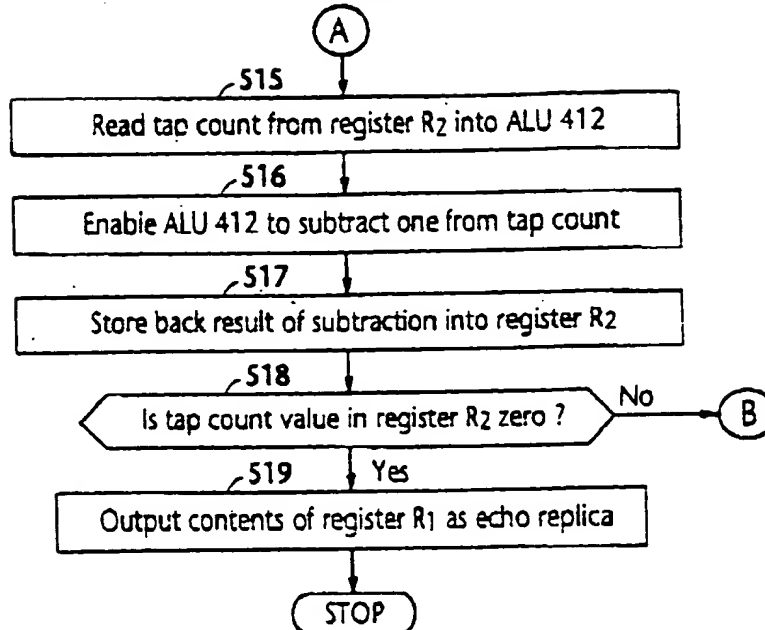 A
515
Read tap count from register R2 into ALU 412
516
Enable ALU 412 to subtract one from tap count
517
Store back result of subtraction into register R2
518
Is tap count value in register R2 zero ?
No
B
Yes
519
Output contents of register R1 as echo replica
STOP